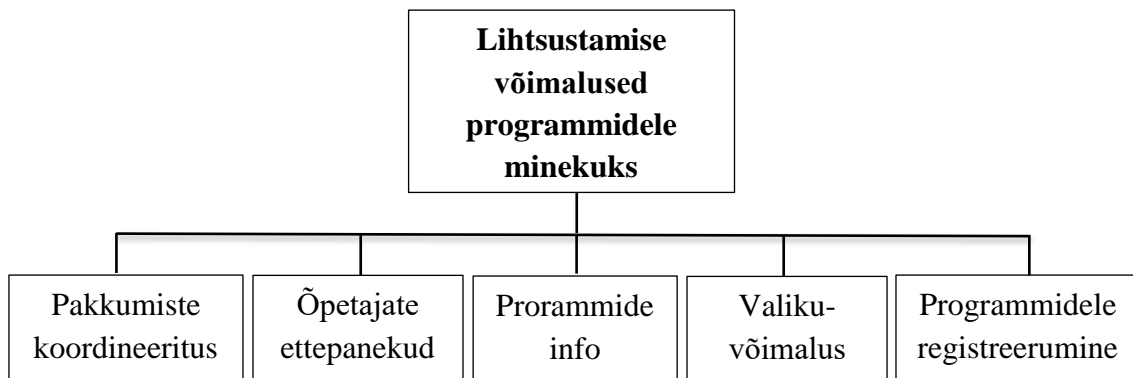 Lihtsustamise
võimalused
programmidele
minekuks
Pakkumiste
koordineeritus
Õpetajate
ettepanekud
Prorammide
info
Valiku-
võimalus
Programmidele
registreerumine